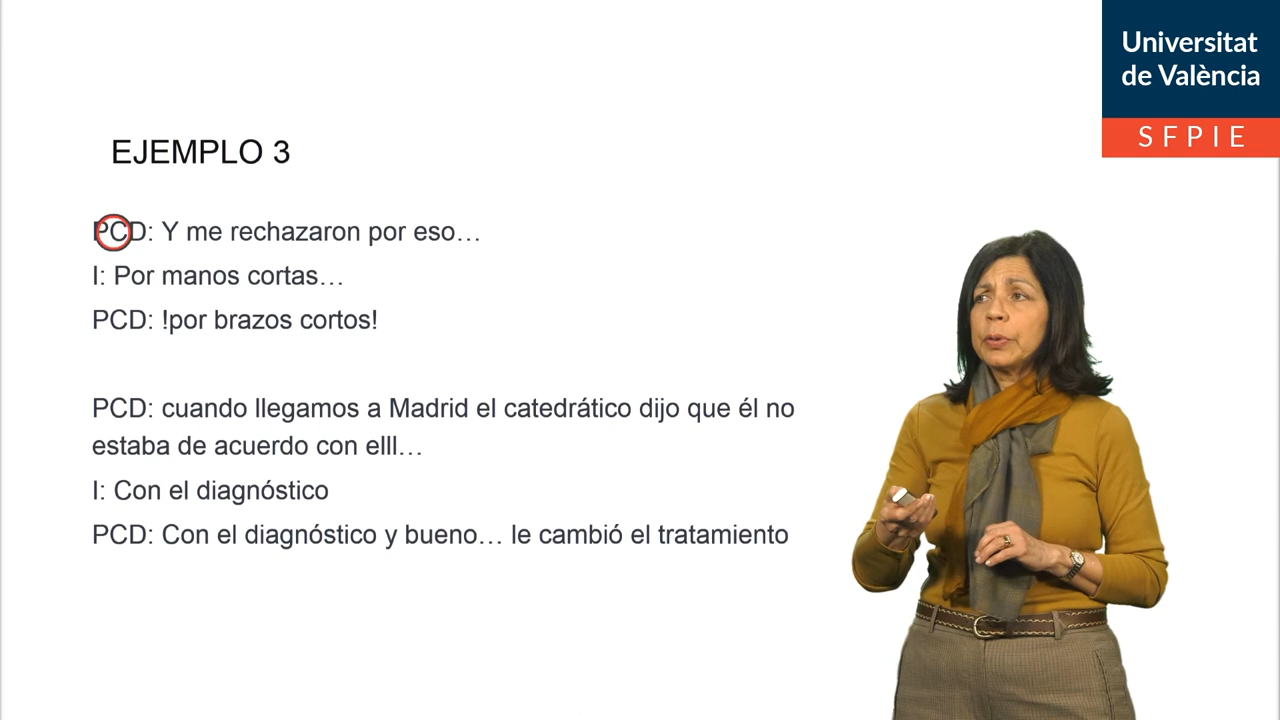 Universitat
de València
SFPIE
EJEMPLO 3
PCD: Y me rechazaron por eso…
I: Por manos cortas…
PCD: !por brazos cortos!
PCD: cuando llegamos a Madrid el catedrático dijo que él no
estaba de acuerdo con elll…
I: Con el diagnóstico
PCD: Con el diagnóstico y bueno… le cambió el tratamiento